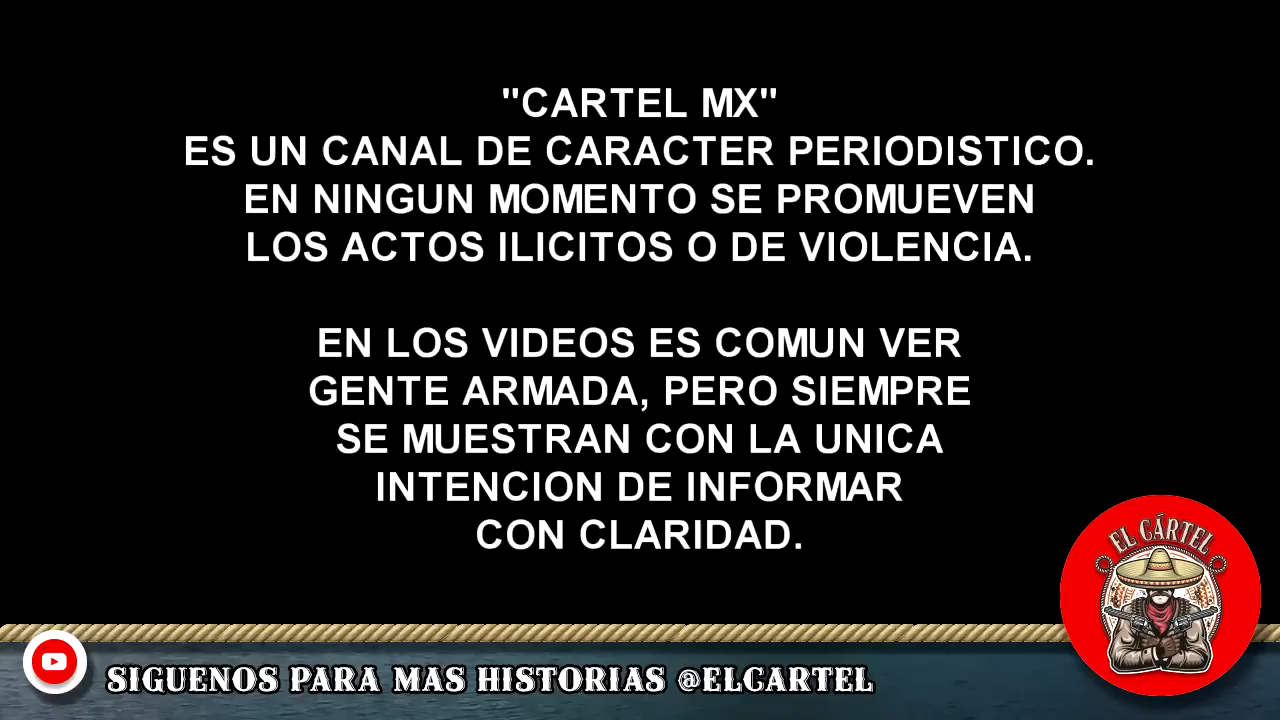 "CARTEL MX"
ES UN CANAL DE CARACTER PERIODISTICO.
EN NINGUN MOMENTO SE PROMUEVEN
LOS ACTOS ILICITOS O DE VIOLENCIA.
EN LOS VIDEOS ES COMUN VER
GENTE ARMADA, PERO SIEMPRE
SE MUESTRAN CON LA UNICA
INTENCION DE INFORMAR
CON CLARIDAD.
EL CÁRTEL
SIGUENOS PARA MAS HISTORIAS @ELCARTEL